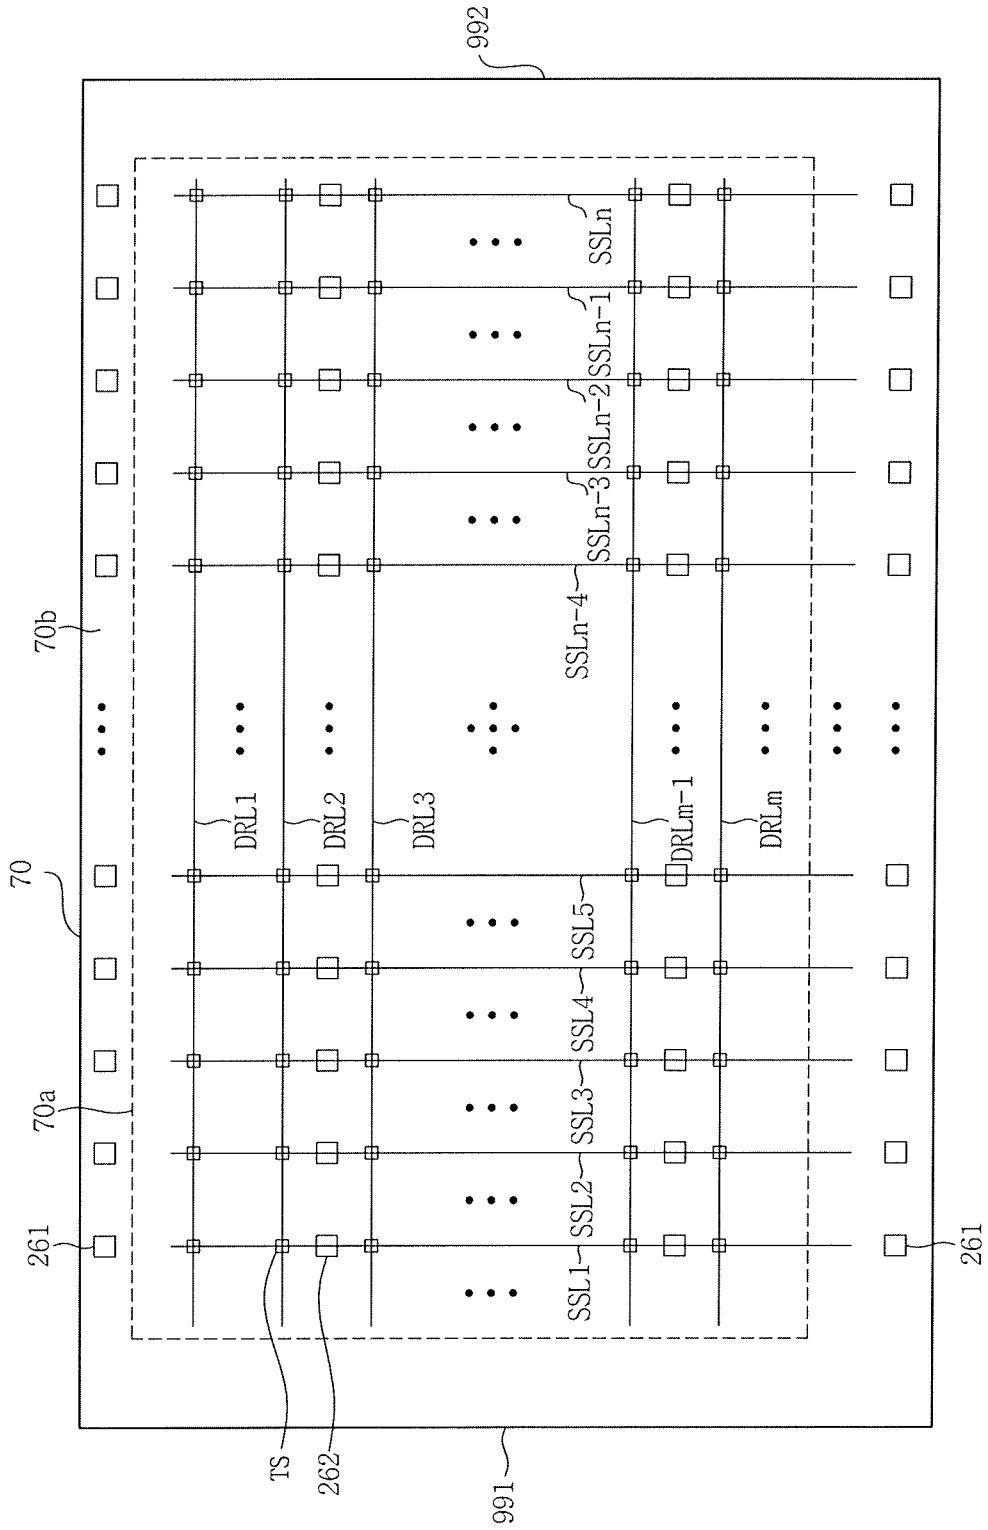 992
SSLn
SSLn-1
SSLn-2
SSLn-3
SSLn-4
70b
DRL1
DRL2
DRL3
DRLm-1
DRLm
70
SSL5
SSL4
SSL3
70a
SSL2
SSL1
261
261
TS
262
991